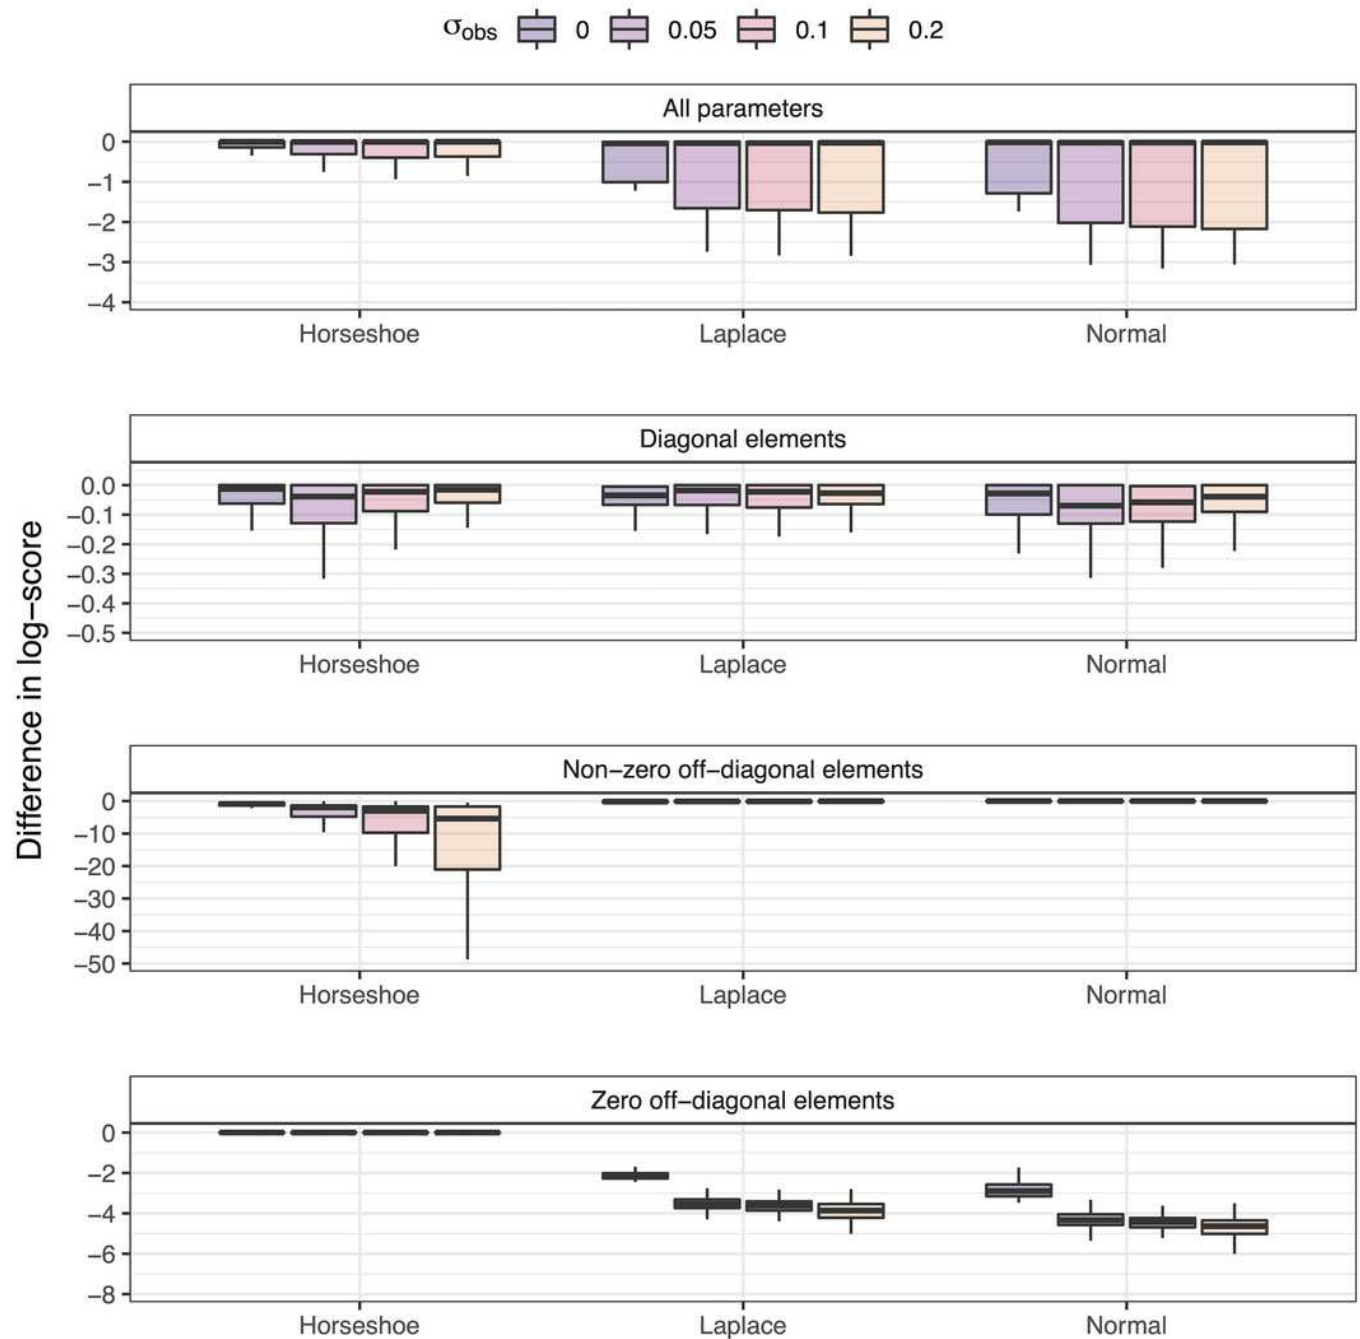 σobs 0 0.05 0.1 0.2
All parameters
0
−1
−2
−3
−4
Horseshoe Laplace Normal
Diagonal elements
0.0
−0.1
−0.2
−0.3
−0.4
−0.5
Horseshoe Laplace Normal
Difference in log−score
Non−zero off−diagonal elements
0
−10
−20
−30
−40
−50
Horseshoe Laplace Normal
Zero off−diagonal elements
0
−2
−4
−6
−8
Horseshoe Laplace Normal